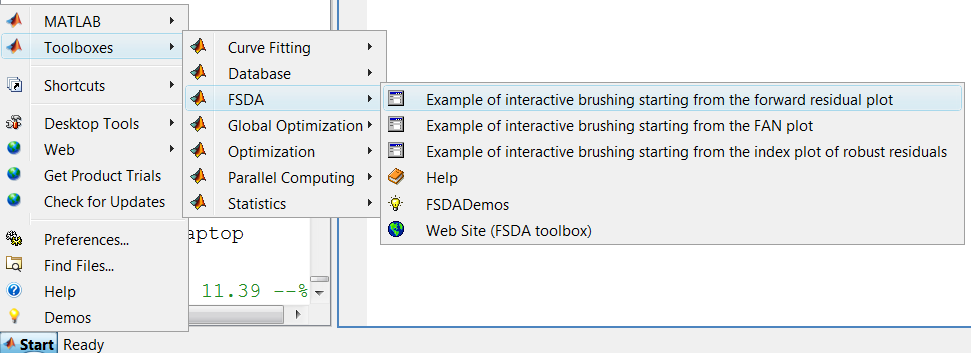 MATLAB
Toolboxes
Shortcuts
Desktop Tools
Web
Get Product Trials
Check for Updates
Preferences...
Find Files...
Help
Demos
Curve Fitting
Database
FSDA
Global Optimization
Optimization
Parallel Computing
Statistics
Example of interactive brushing starting from the forward residual plot
Example of interactive brushing starting from the FAN plot
Example of interactive brushing starting from the index plot of robust residuals
Help
FSDADemos
Web Site (FSDA toolbox)
aptop
11.39 --%
Start Ready